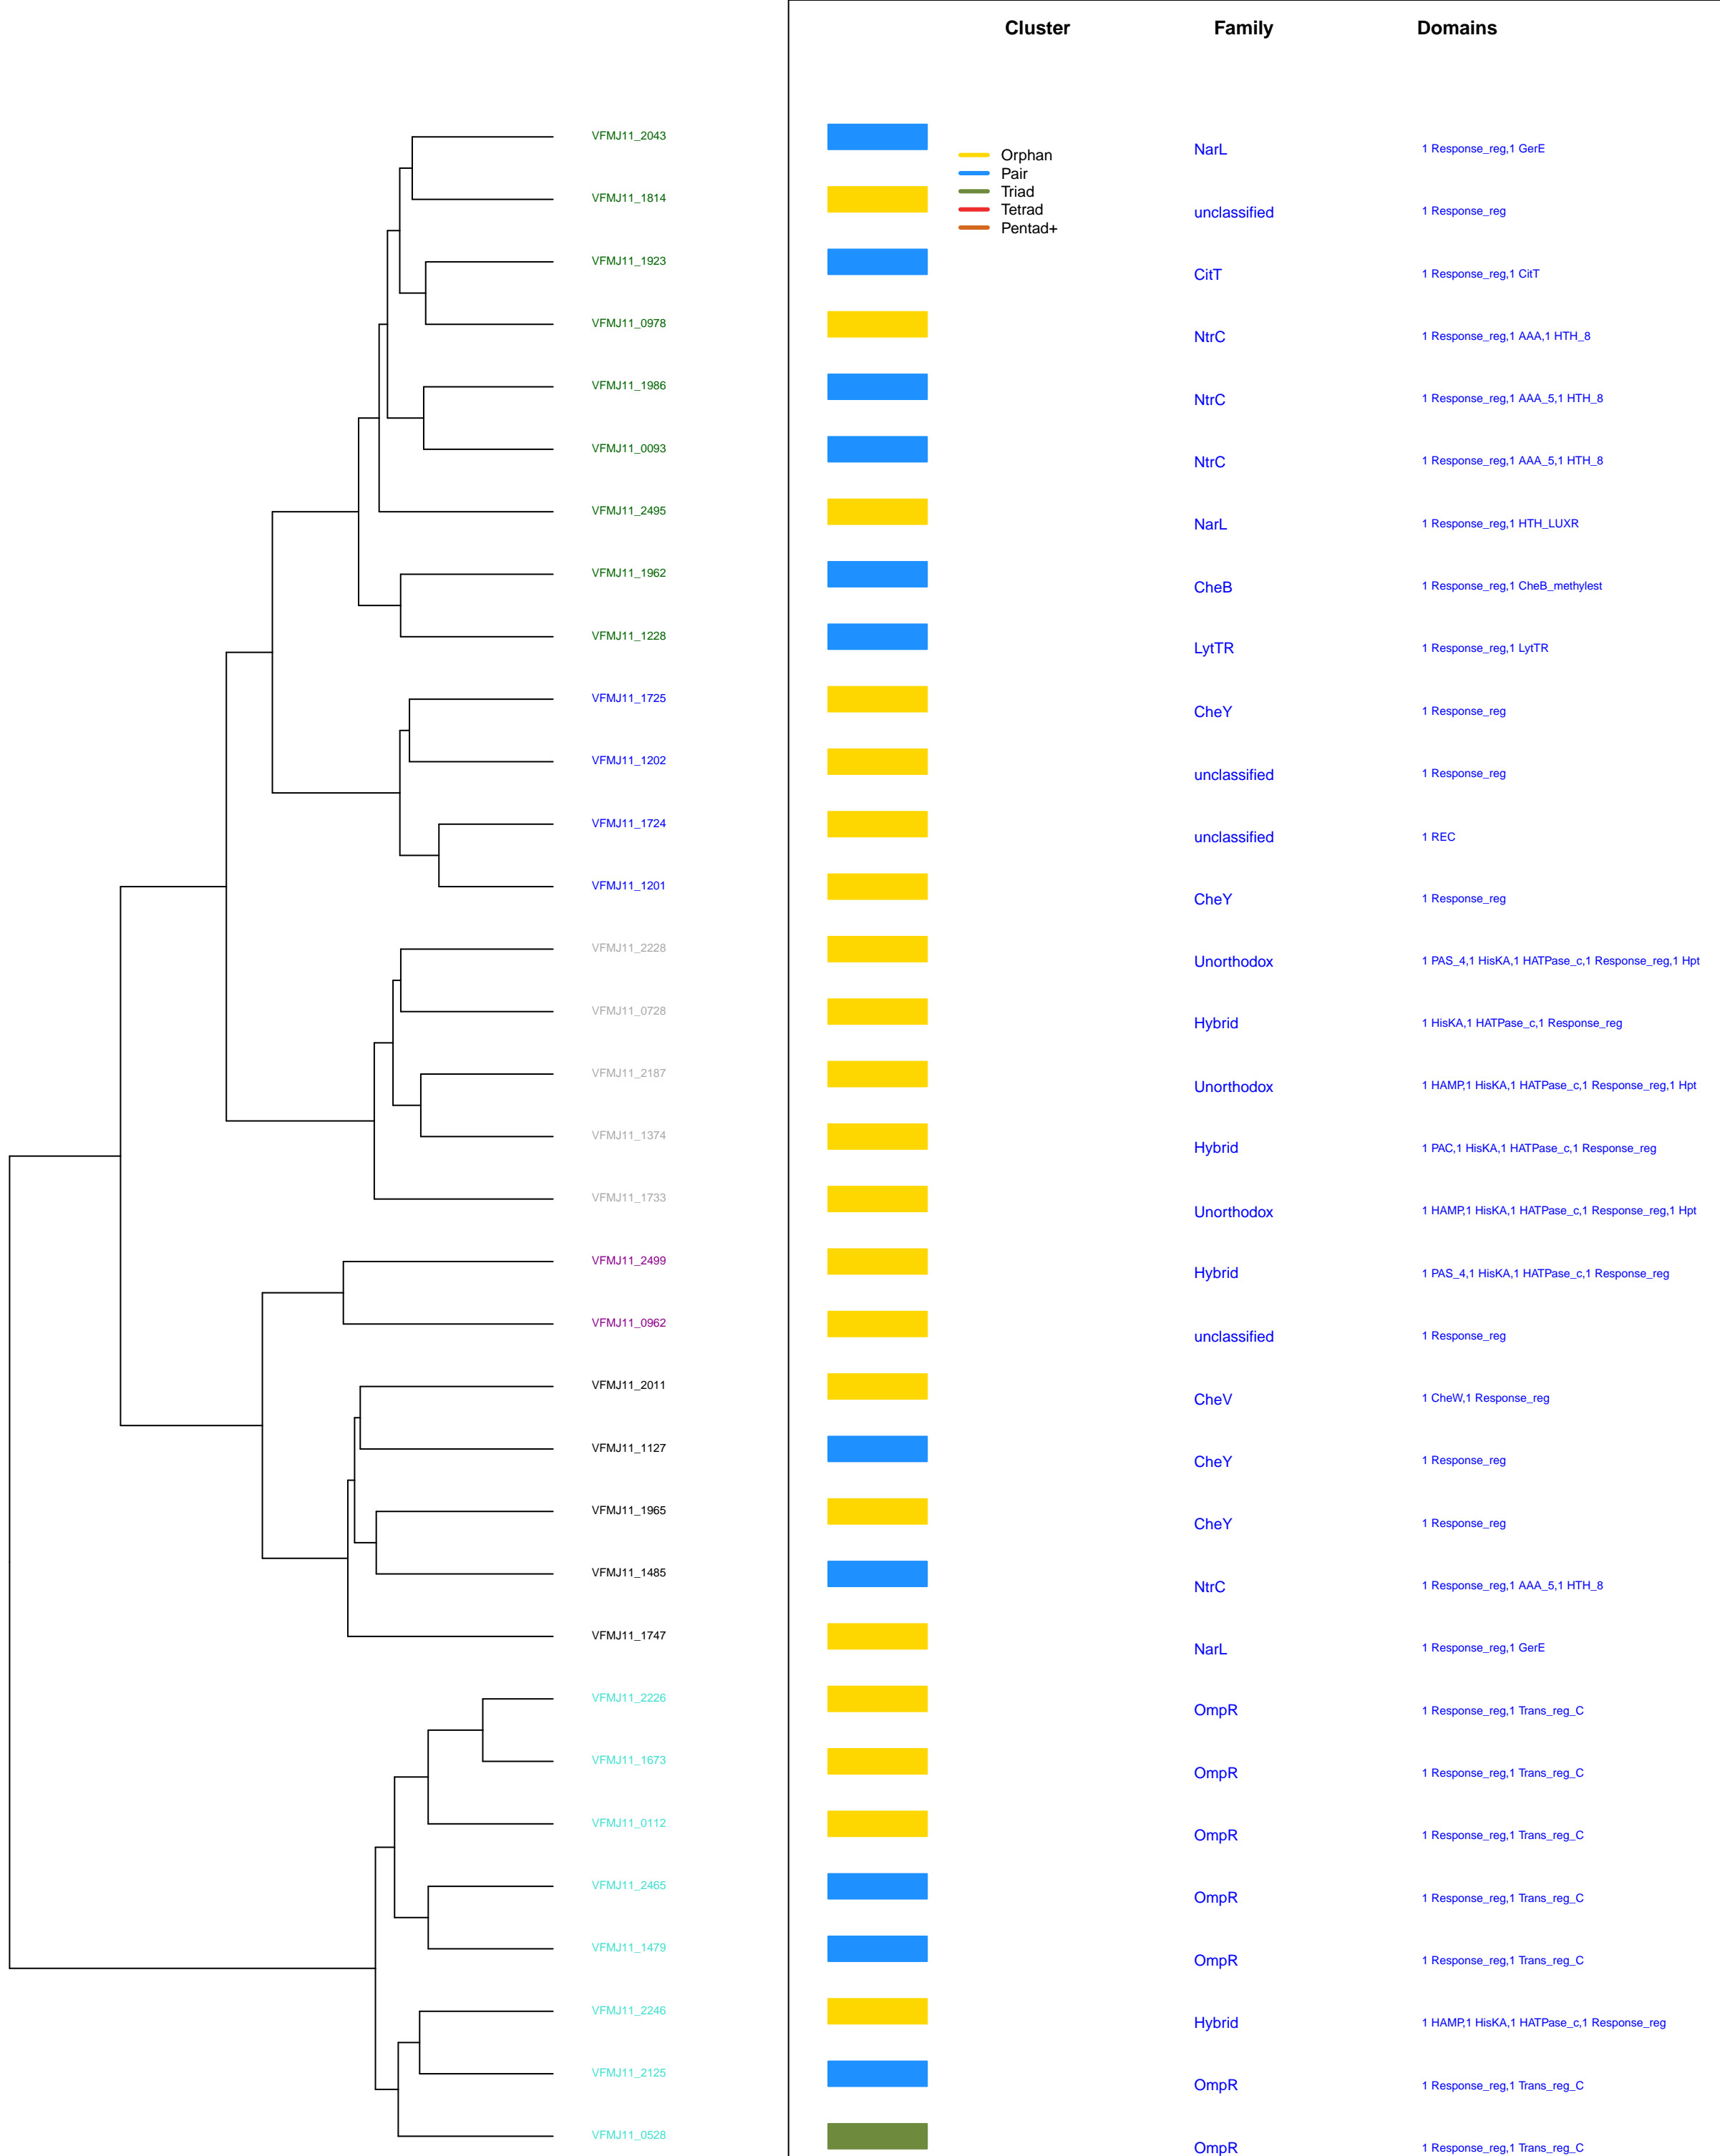 Cluster Family Domains
VFMJ11_2043 NarL 1 Response_reg,1 GerE
Orphan
Pair
Triad
Tetrad
Pentad+
VFMJ11_1814 unclassified 1 Response_reg
VFMJ11_1923 CitT 1 Response_reg,1 CitT
VFMJ11_0978 NtrC 1 Response_reg,1 AAA,1 HTH_8
VFMJ11_1986 NtrC 1 Response_reg,1 AAA_5,1 HTH_8
VFMJ11_0093 NtrC 1 Response_reg,1 AAA_5,1 HTH_8
VFMJ11_2495 NarL 1 Response_reg,1 HTH_LUXR
VFMJ11_1962 CheB 1 Response_reg,1 CheB_methylest
VFMJ11_1228 LytTR 1 Response_reg,1 LytTR
VFMJ11_1725 CheY 1 Response_reg
VFMJ11_1202 unclassified 1 Response_reg
VFMJ11_1724 unclassified 1 REC
VFMJ11_1201 CheY 1 Response_reg
VFMJ11_2228 Unorthodox 1 PAS_4,1 HisKA,1 HATPase_c,1 Response_reg,1 Hpt
VFMJ11_0728 Hybrid 1 HisKA,1 HATPase_c,1 Response_reg
VFMJ11_2187 Unorthodox 1 HAMP,1 HisKA,1 HATPase_c,1 Response_reg,1 Hpt
VFMJ11_1374 Hybrid 1 PAC,1 HisKA,1 HATPase_c,1 Response_reg
VFMJ11_1733 Unorthodox 1 HAMP,1 HisKA,1 HATPase_c,1 Response_reg,1 Hpt
VFMJ11_2499 Hybrid 1 PAS_4,1 HisKA,1 HATPase_c,1 Response_reg
VFMJ11_0962 unclassified 1 Response_reg
VFMJ11_2011 CheV 1 CheW,1 Response_reg
VFMJ11_1127 CheY 1 Response_reg
VFMJ11_1965 CheY 1 Response_reg
VFMJ11_1485 NtrC 1 Response_reg,1 AAA_5,1 HTH_8
VFMJ11_1747 NarL 1 Response_reg,1 GerE
VFMJ11_2226 OmpR 1 Response_reg,1 Trans_reg_C
VFMJ11_1673 OmpR 1 Response_reg,1 Trans_reg_C
VFMJ11_0112 OmpR 1 Response_reg,1 Trans_reg_C
VFMJ11_2465 OmpR 1 Response_reg,1 Trans_reg_C
VFMJ11_1479 OmpR 1 Response_reg,1 Trans_reg_C
VFMJ11_2246 Hybrid 1 HAMP,1 HisKA,1 HATPase_c,1 Response_reg
VFMJ11_2125 OmpR 1 Response_reg,1 Trans_reg_C
VFMJ11_0528 OmpR 1 Response_reg,1 Trans_reg_C